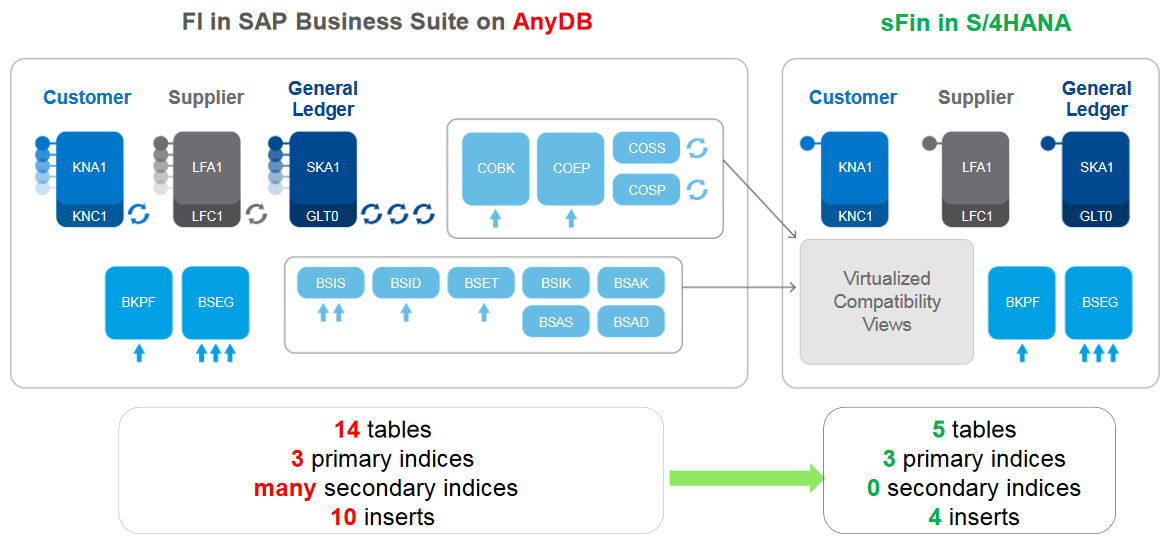 FI in SAP Business Suite on AnyDB
sFin in S/4HANA
Customer
Supplier
General
Ledger
KNA1
KNC1
LFA1
LFC1
SKA1
GLT0
COBK
COEP
COSS
COSP
BKPF
BSEG
BSIS
BSID
BSET
BSIK
BSAK
BSAS
BSAD
Customer
Supplier
General
Ledger
KNA1
KNC1
LFA1
LFC1
SKA1
GLT0
Virtualized
Compatibility
Views
BKPF
BSEG
14 tables
3 primary indices
many secondary indices
10 inserts
5 tables
3 primary indices
0 secondary indices
4 inserts